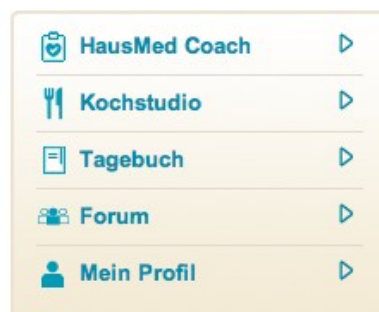 HausMed Coach
Kochstudio
Tagebuch
Forum
Mein Profil